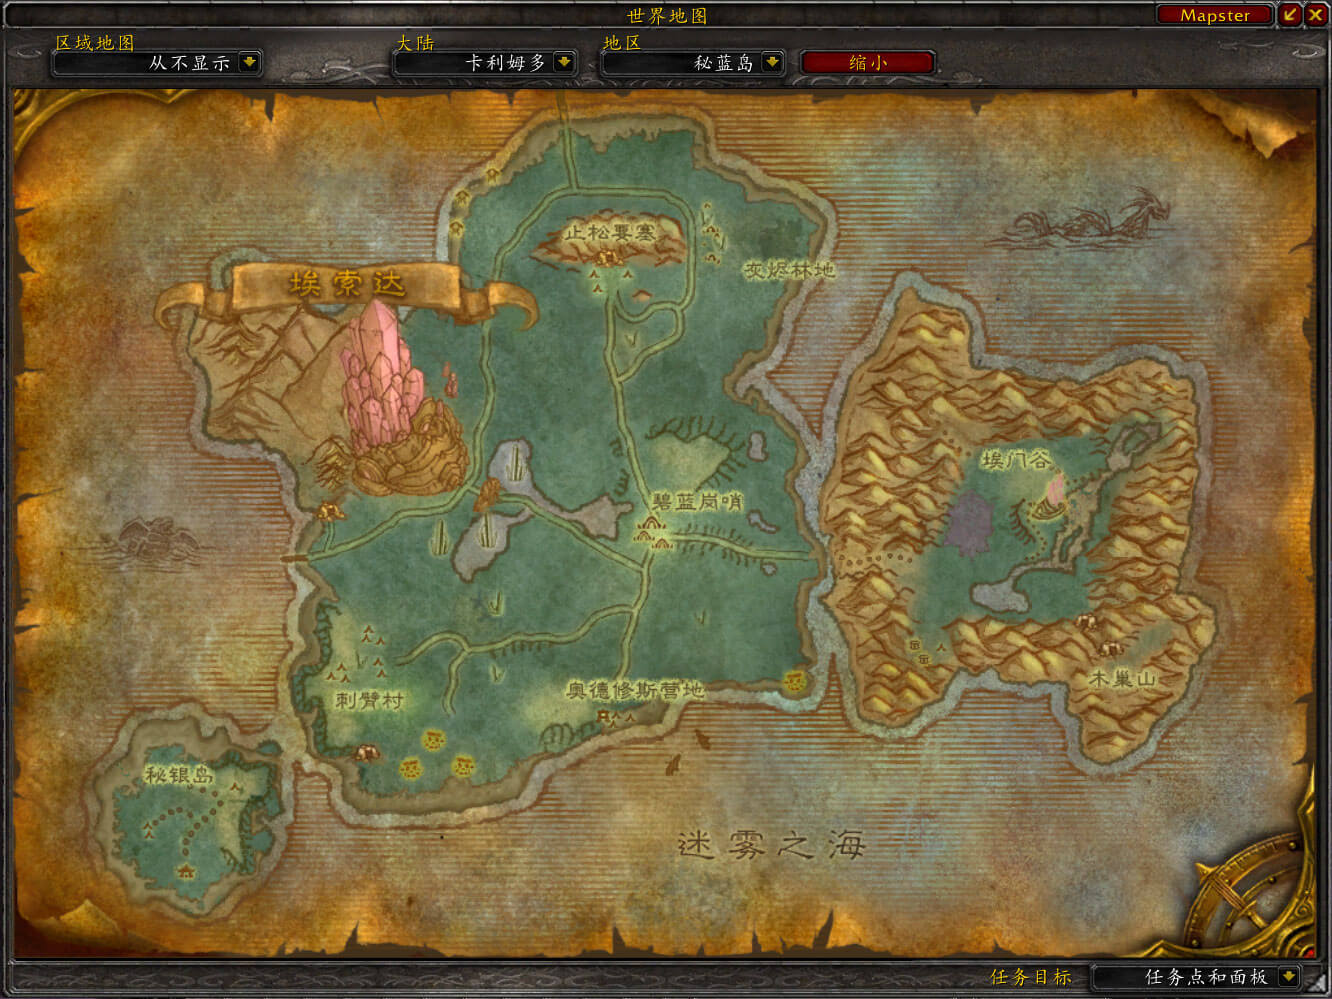 世界地图
Mapster
区域地图
大陆
地区
从不显示
卡利姆多
秘蓝岛
缩小
止松要塞
灰烬林地
埃索达
埃门谷
碧蓝岗哨
木巢山
刺臂村
奥德修斯营地
秘银岛
迷雾之海
任务目标
任务点和面板